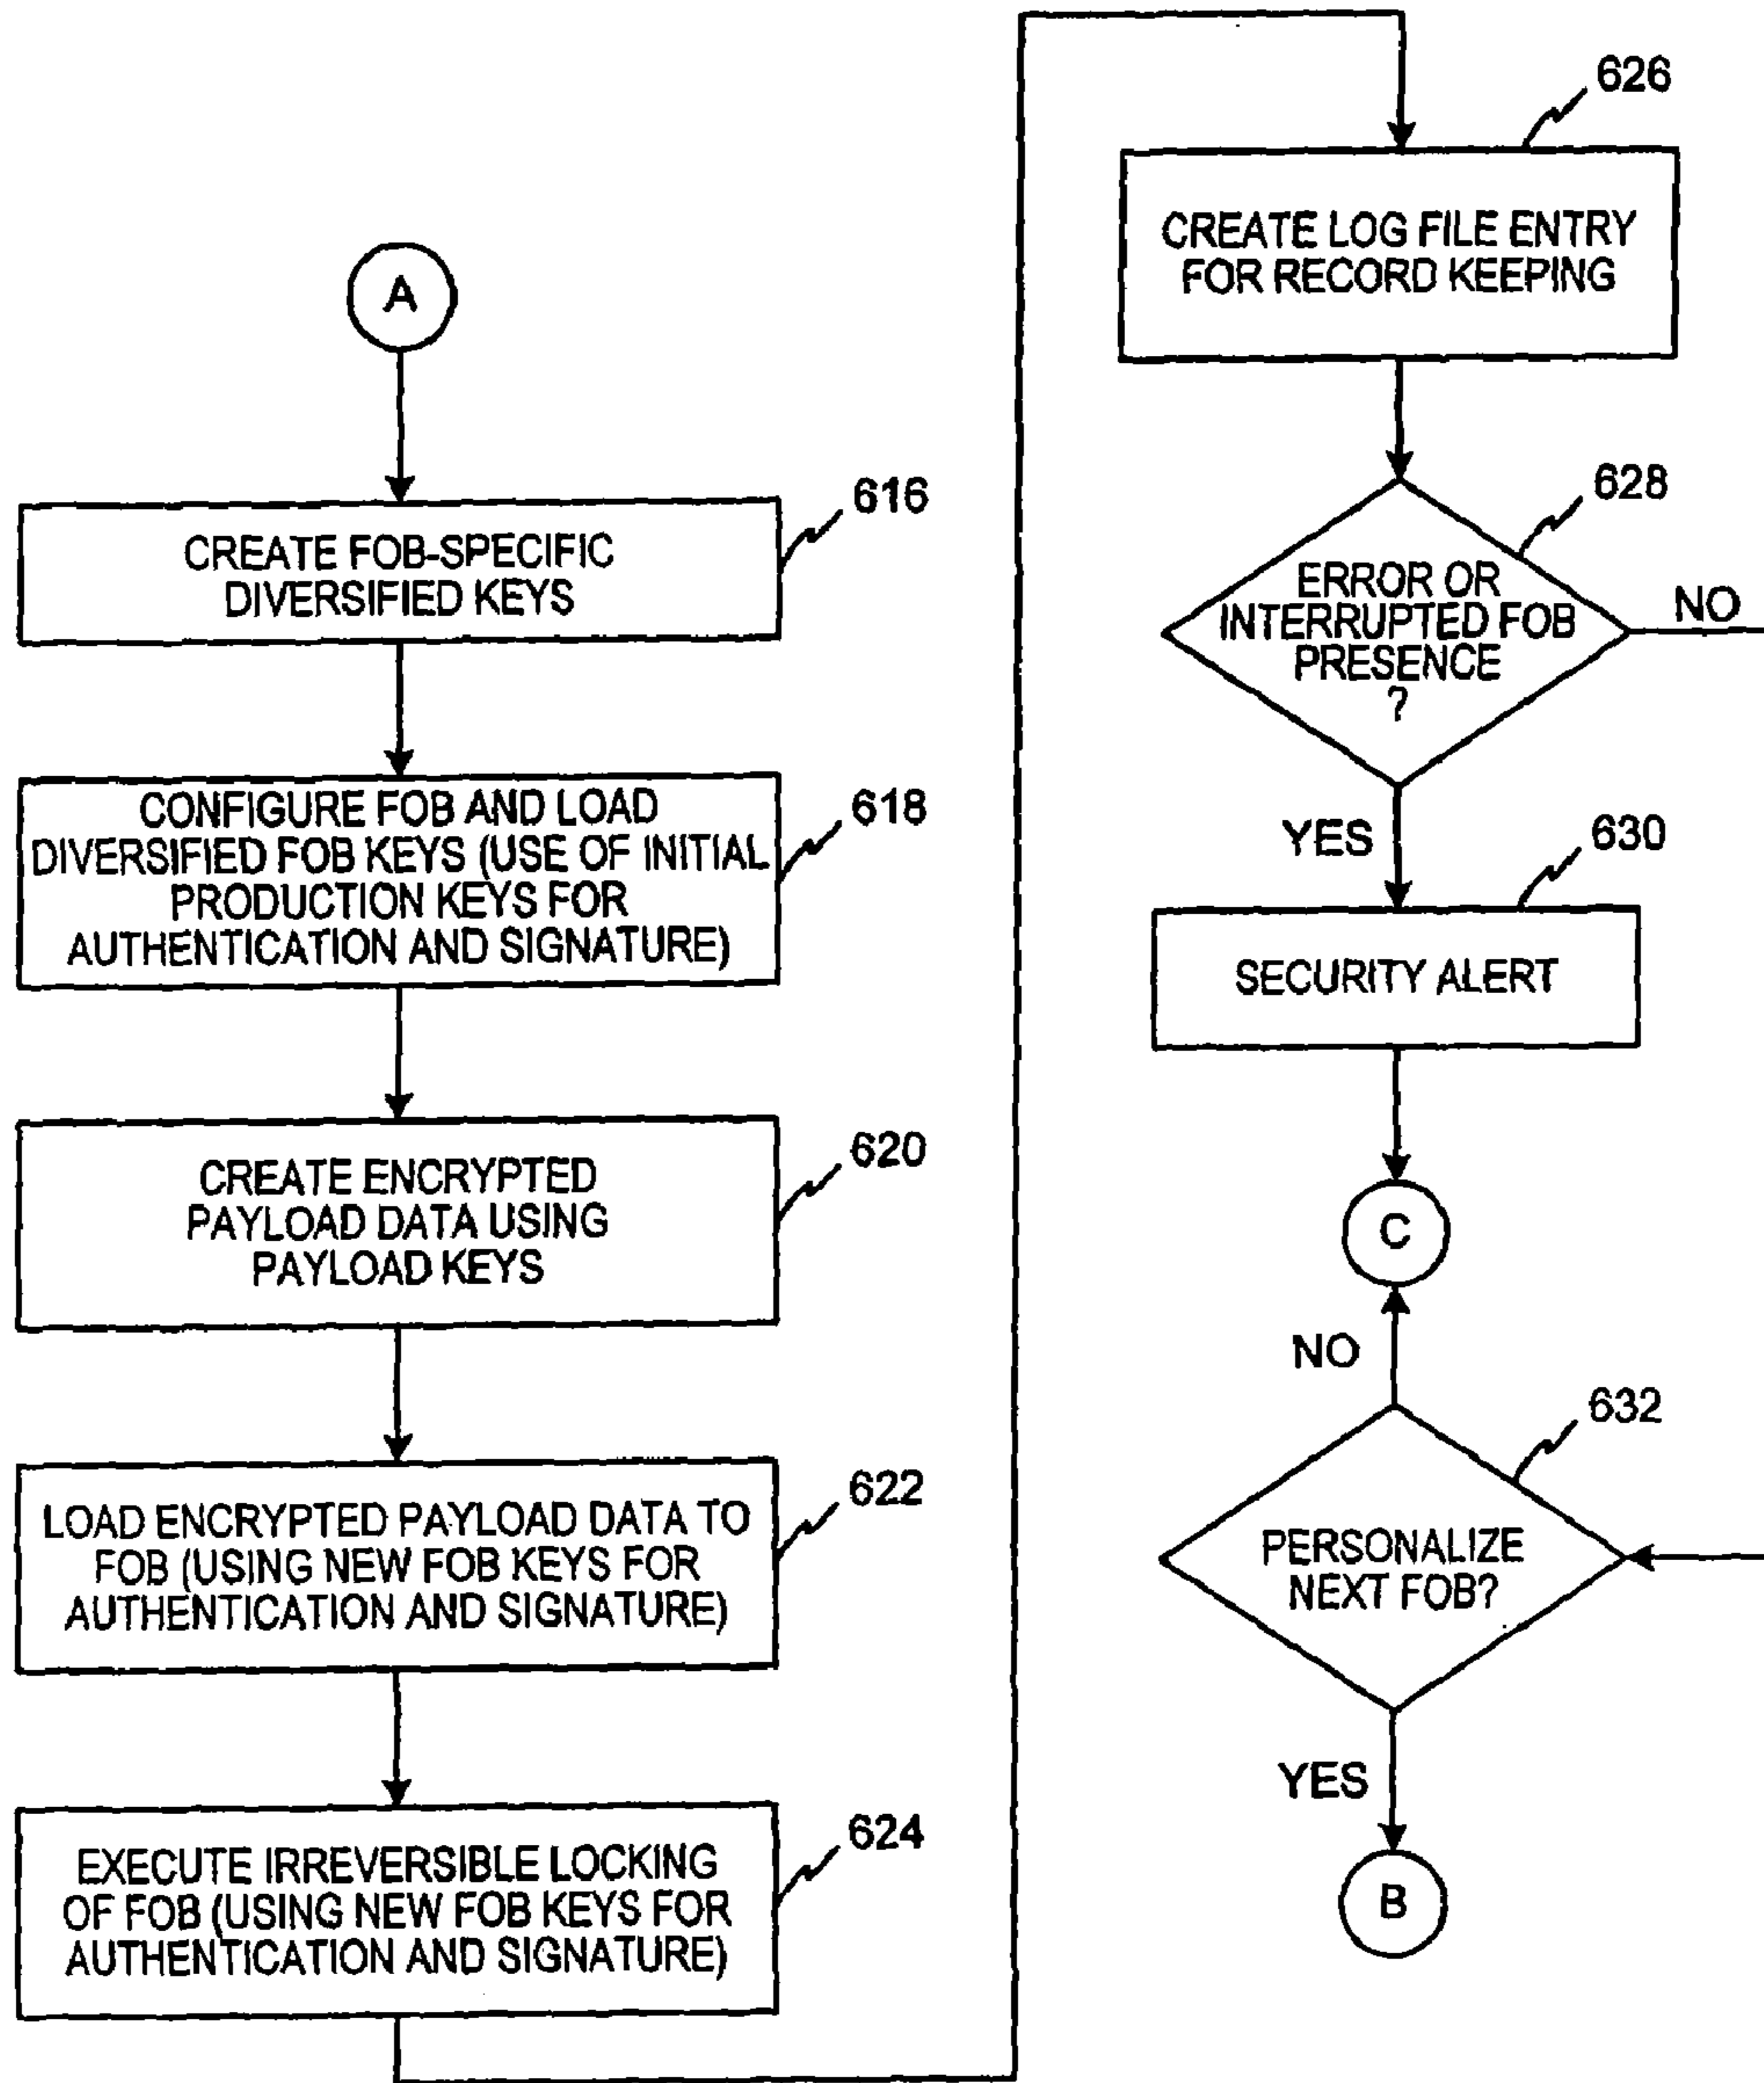 A
616
CREATE FOB-SPECIFIC
DIVERSIFIED KEYS
618
CONFIGURE FOB AND LOAD
DIVERSIFIED FOB KEYS (USE OF INITIAL
PRODUCTION KEYS FOR
AUTHENTICATION AND SIGNATURE)
620
CREATE ENCRYPTED
PAYLOAD DATA USING
PAYLOAD KEYS
622
LOAD ENCRYPTED PAYLOAD DATA TO
FOB (USING NEW FOB KEYS FOR
AUTHENTICATION AND SIGNATURE)
624
EXECUTE IRREVERSIBLE LOCKING
OF FOB (USING NEW FOB KEYS FOR
AUTHENTICATION AND SIGNATURE)
626
CREATE LOG FILE ENTRY
FOR RECORD KEEPING
628
ERROR OR
INTERRUPTED FOB
PRESENCE
?
NO
YES
630
SECURITY ALERT
C
NO
632
PERSONALIZE
NEXT FOB?
YES
B